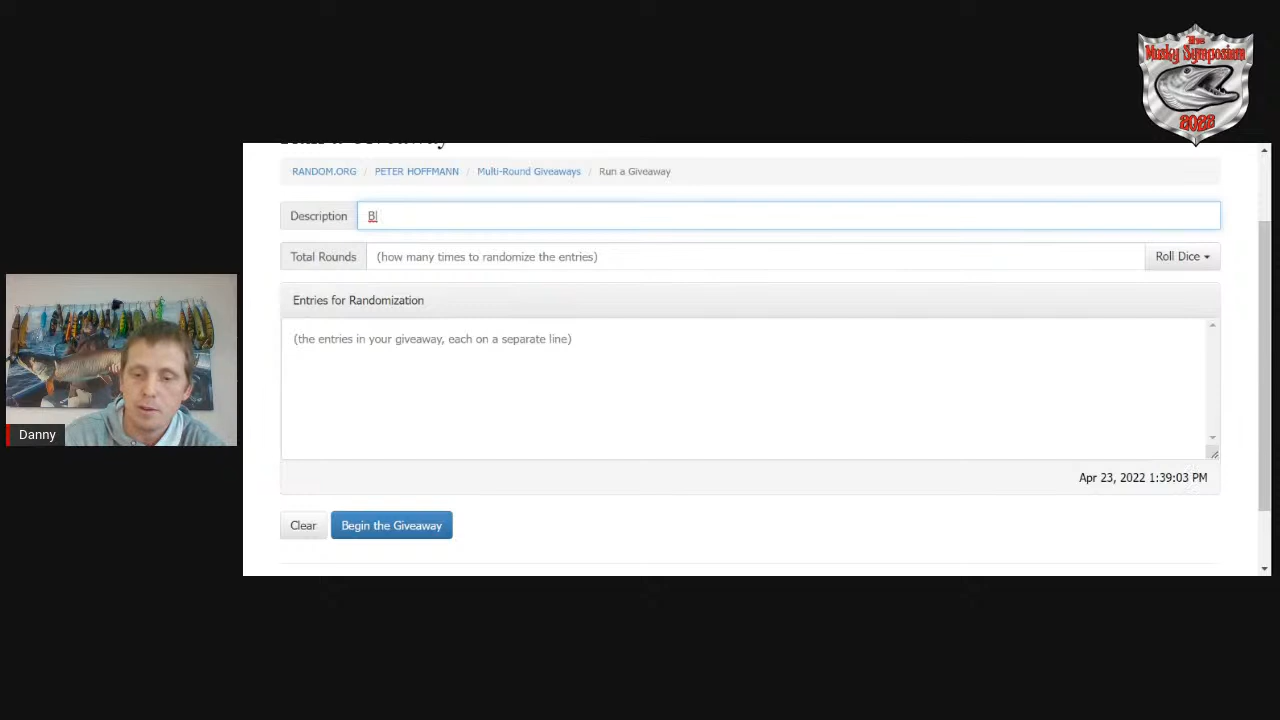 The
Musky Symposium
2022
RANDOM.ORG / PETER HOFFMANN / Multi-Round Giveaways / Run a Giveaway
Description Bl
Total Rounds (how many times to randomize the entries) Roll Dice
Entries for Randomization
(the entries in your giveaway, each on a separate line)
Danny
Apr 23, 2022 1:39:03 PM
Clear Begin the Giveaway